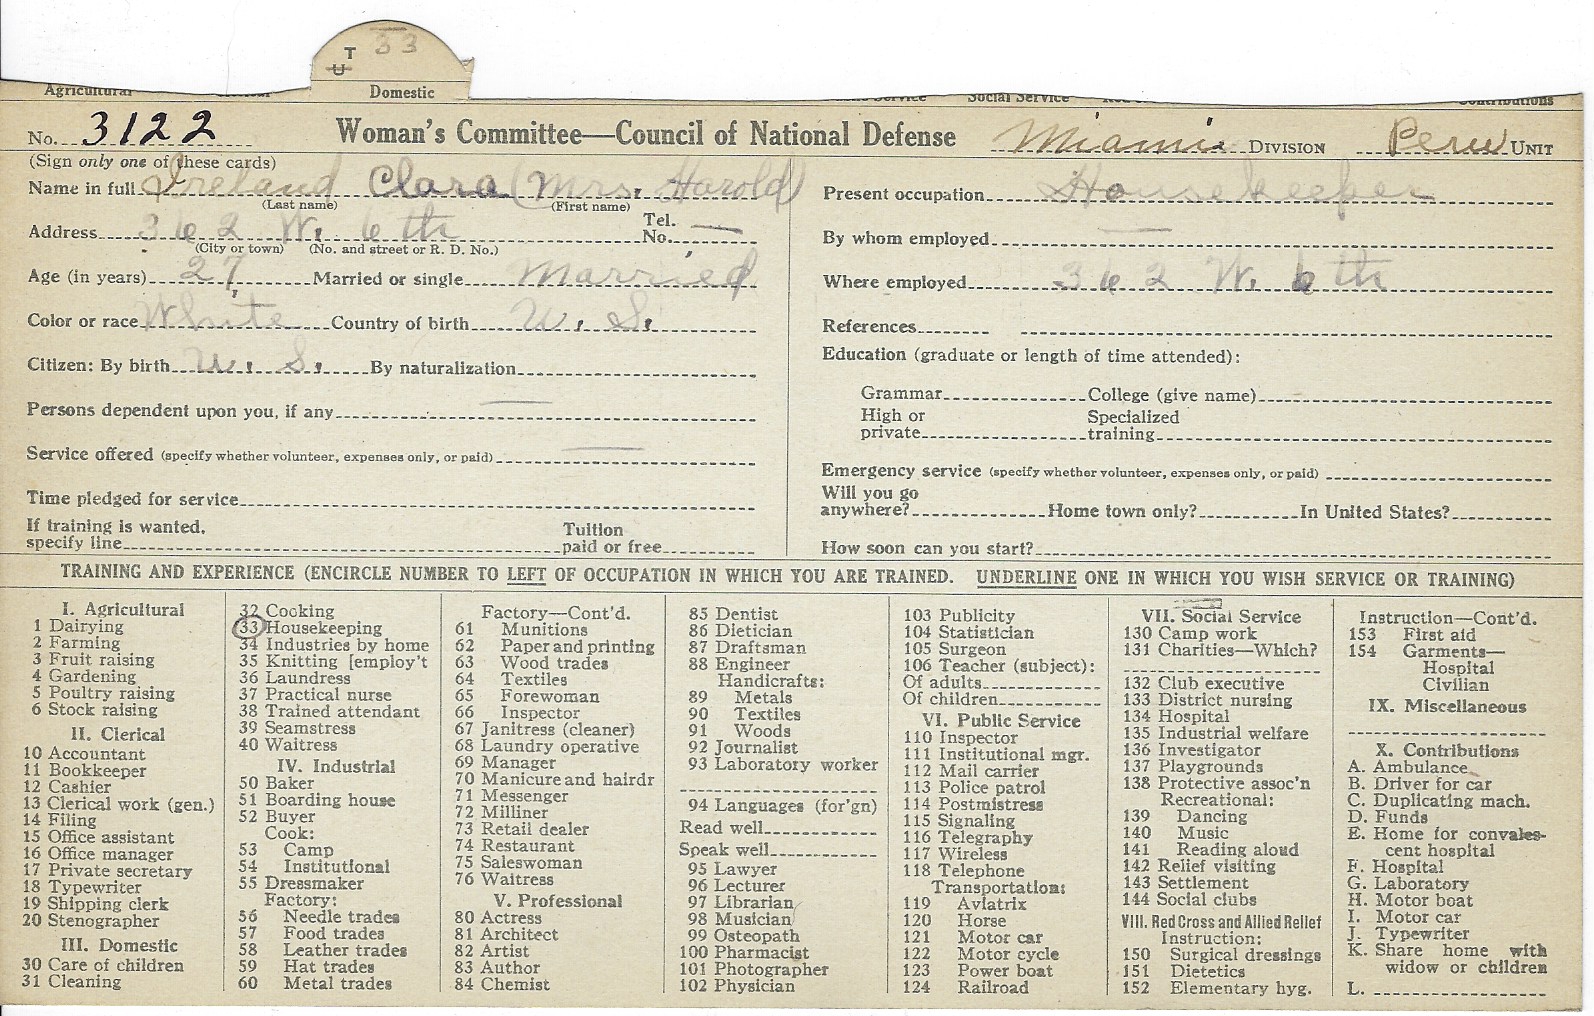 T 33
U
Domestic
Agricultural Social Service Contributions
No. 3122 Woman's Committee—Council of National Defense Miami DIVISION Peru UNIT
(Sign only one of these cards)
Name in full Ireland Clara (Mrs. Harold)
(Last name) (First name)
Address 362 W. 6th Tel. No. —
(City or town) (No. and street or R. D. No.)
Age (in years) 27, Married or single Married
Color or race White Country of birth U. S.
Citizen: By birth U. S. By naturalization
Persons dependent upon you, if any —
Service offered (specify whether volunteer, expenses only, or paid) —
Time pledged for service
If training is wanted, specify line Tuition paid or free
Present occupation Housekeeper
By whom employed —
Where employed 362 W. 6th
References
Education (graduate or length of time attended):
Grammar College (give name)
High or private Specialized training
Emergency service (specify whether volunteer, expenses only, or paid)
Will you go anywhere? Home town only? In United States?
How soon can you start?
TRAINING AND EXPERIENCE (ENCIRCLE NUMBER TO LEFT OF OCCUPATION IN WHICH YOU ARE TRAINED. UNDERLINE ONE IN WHICH YOU WISH SERVICE OR TRAINING)
I. Agricultural
1 Dairying
2 Farming
3 Fruit raising
4 Gardening
5 Poultry raising
6 Stock raising
II. Clerical
10 Accountant
11 Bookkeeper
12 Cashier
13 Clerical work (gen.)
14 Filing
15 Office assistant
16 Office manager
17 Private secretary
18 Typewriter
19 Shipping clerk
20 Stenographer
III. Domestic
30 Care of children
31 Cleaning
32 Cooking
33 Housekeeping
34 Industries by home
35 Knitting [employ't
36 Laundress
37 Practical nurse
38 Trained attendant
39 Seamstress
40 Waitress
IV. Industrial
50 Baker
51 Boarding house
52 Buyer
Cook:
53 Camp
54 Institutional
55 Dressmaker
Factory:
56 Needle trades
57 Food trades
58 Leather trades
59 Hat trades
60 Metal trades
Factory—Cont'd.
61 Munitions
62 Paper and printing
63 Wood trades
64 Textiles
65 Forewoman
66 Inspector
67 Janitress (cleaner)
68 Laundry operative
69 Manager
70 Manicure and hairdr
71 Messenger
72 Milliner
73 Retail dealer
74 Restaurant
75 Saleswoman
76 Waitress
V. Professional
80 Actress
81 Architect
82 Artist
83 Author
84 Chemist
85 Dentist
86 Dietician
87 Draftsman
88 Engineer
Handicrafts:
89 Metals
90 Textiles
91 Woods
92 Journalist
93 Laboratory worker
94 Languages (for'gn)
Read well
Speak well
95 Lawyer
96 Lecturer
97 Librarian
98 Musician
99 Osteopath
100 Pharmacist
101 Photographer
102 Physician
103 Publicity
104 Statistician
105 Surgeon
106 Teacher (subject):
Of adults
Of children
VI. Public Service
110 Inspector
111 Institutional mgr.
112 Mail carrier
113 Police patrol
114 Postmistress
115 Signaling
116 Telegraphy
117 Wireless
118 Telephone
Transportation:
119 Aviatrix
120 Horse
121 Motor car
122 Motor cycle
123 Power boat
124 Railroad
VII. Social Service
130 Camp work
131 Charities—Which?
132 Club executive
133 District nursing
134 Hospital
135 Industrial welfare
136 Investigator
137 Playgrounds
138 Protective assoc'n
Recreational:
139 Dancing
140 Music
141 Reading aloud
142 Relief visiting
143 Settlement
144 Social clubs
VIII. Red Cross and Allied Relief
Instruction:
150 Surgical dressings
151 Dietetics
152 Elementary hyg.
Instruction—Cont'd.
153 First aid
154 Garments—
Hospital
Civilian
IX. Miscellaneous
X. Contributions
A. Ambulance
B. Driver for car
C. Duplicating mach.
D. Funds
E. Home for convales-
cent hospital
F. Hospital
G. Laboratory
H. Motor boat
I. Motor car
J. Typewriter
K. Share home with
widow or children
L.